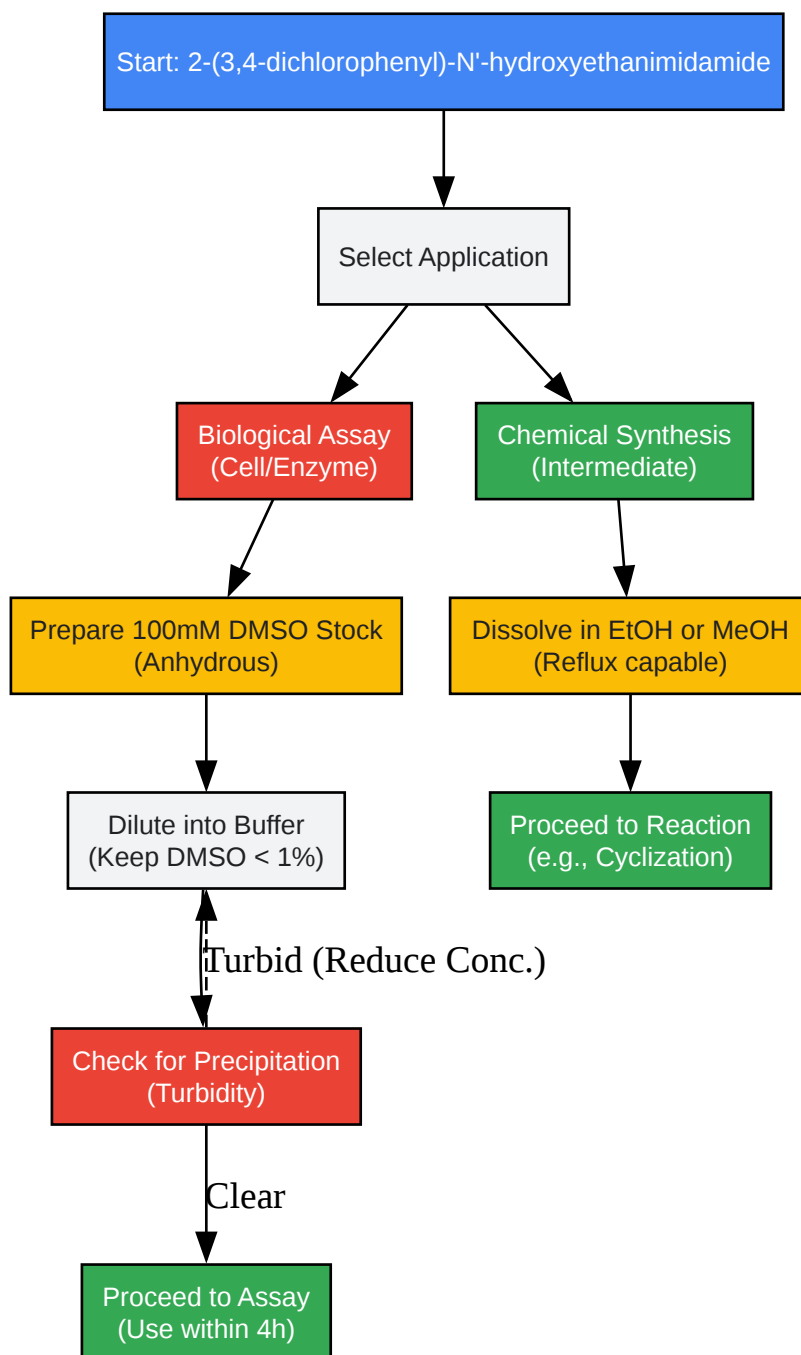 Start: 2-(3,4-dichlorophenyl)-N'-hydroxyethanimidamide
Select Application
Biological Assay
(Cell/Enzyme)
Chemical Synthesis
(Intermediate)
Prepare 100mM DMSO Stock
(Anhydrous)
Dissolve in EtOH or MeOH
(Reflux capable)
Dilute into Buffer
(Keep DMSO < 1%)
Proceed to Reaction
(e.g., Cyclization)
Turbid (Reduce Conc.)
Check for Precipitation
(Turbidity)
Clear
Proceed to Assay
(Use within 4h)